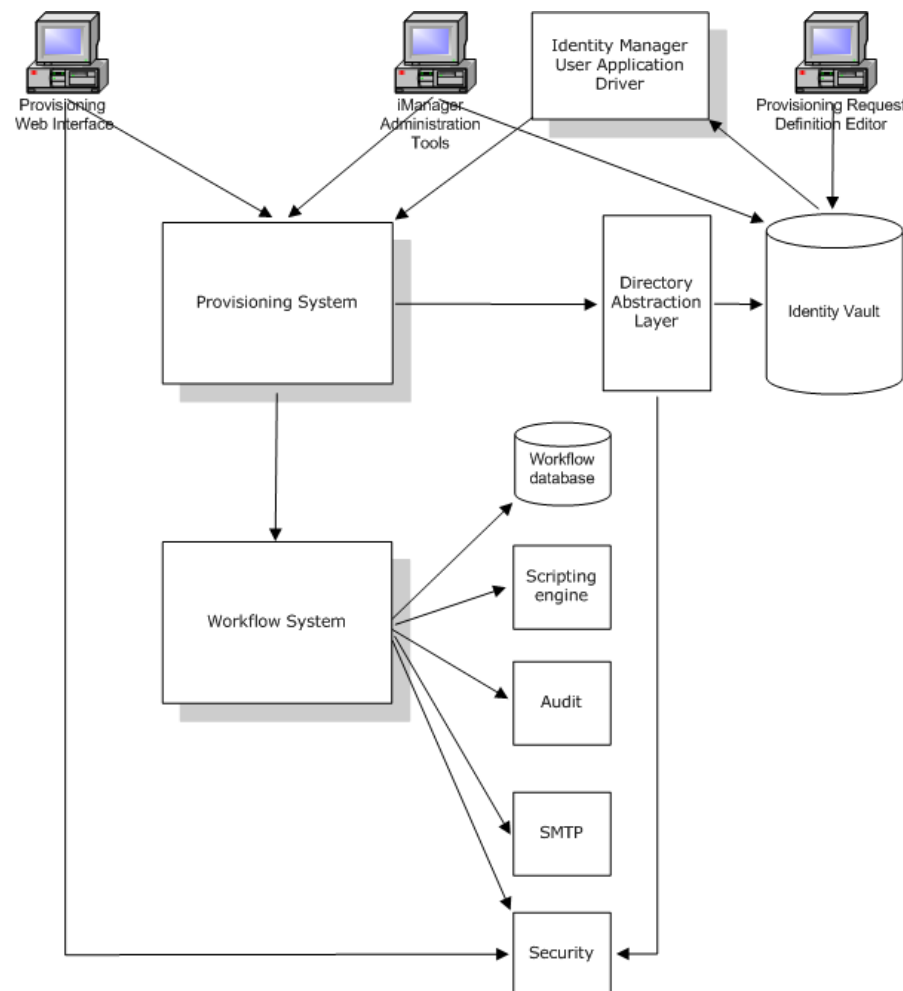 Identity Manager
User Application
Driver
Provisioning
Web Interface
iManager
Administration
Tools
Provisioning Request
Definition Editor
Provisioning System
Directory
Abstraction
Layer
Identity Vault
Workflow
database
Scripting
engine
Workflow System
Audit
SMTP
Security